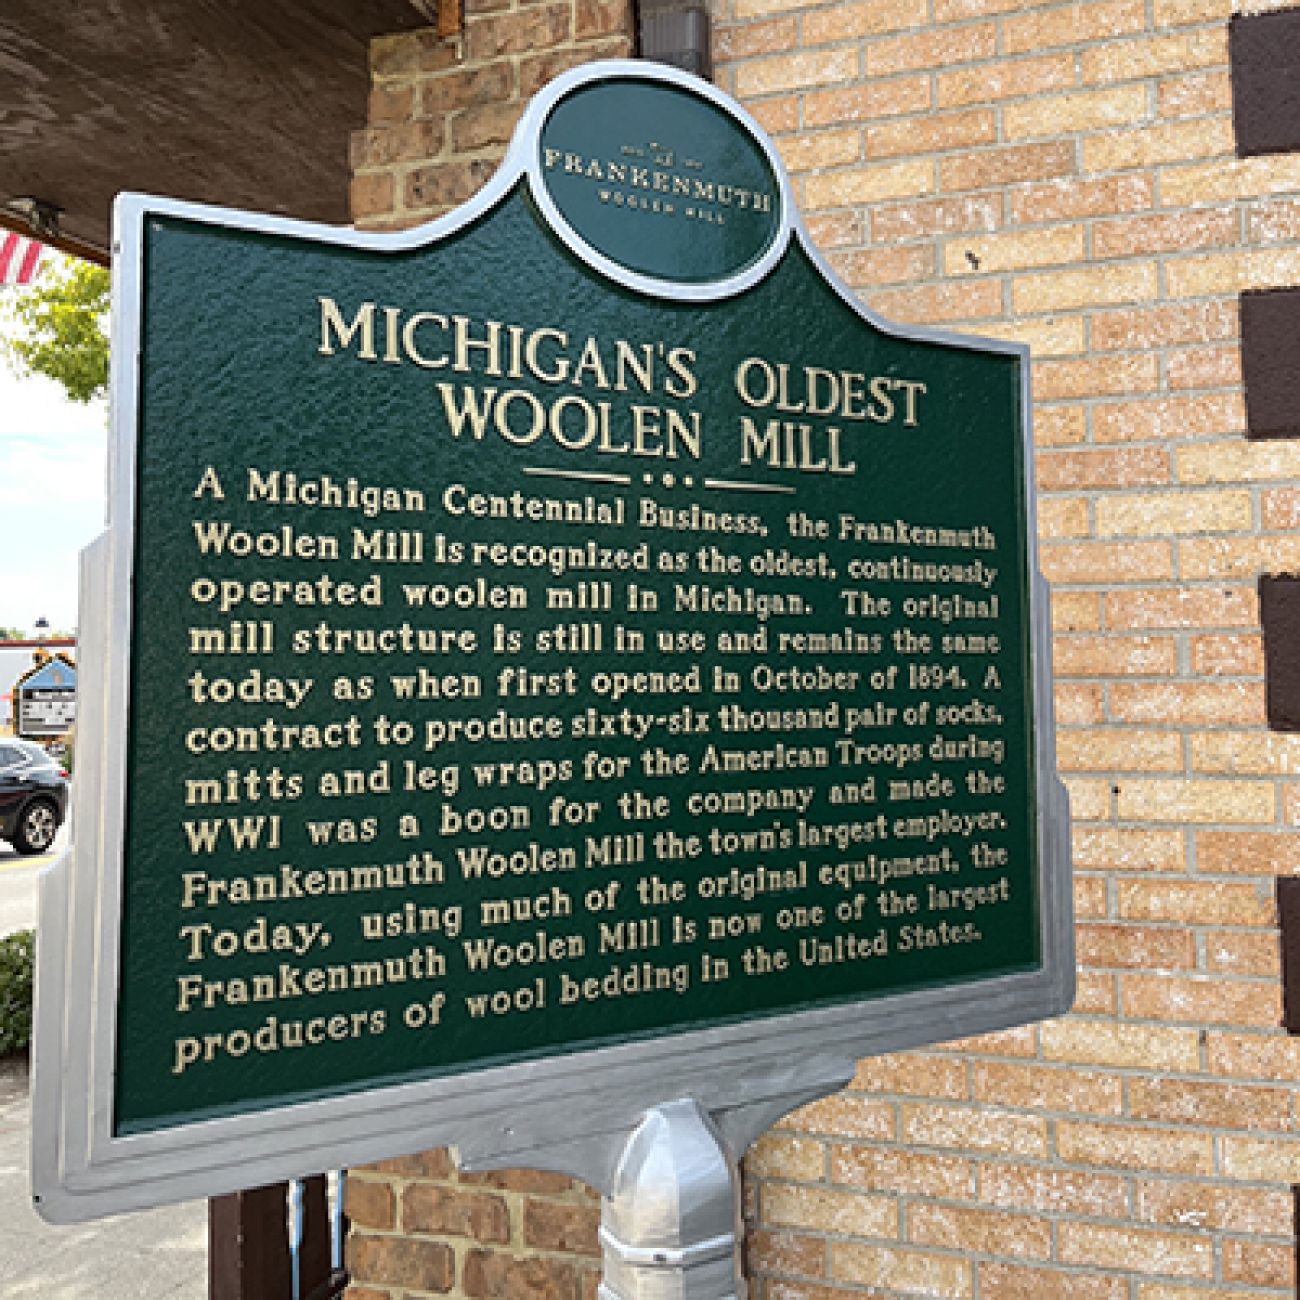 FRANKENMUTH
WOOLEN MILL
MICHIGAN'S OLDEST
WOOLEN MILL
A Michigan Centennial Business, the Frankenmuth
Woolen Mill is recognized as the oldest, continuously
operated woolen mill in Michigan. The original
mill structure is still in use and remains the same
today as when first opened in October of 1894. A
contract to produce sixty-six thousand pair of socks,
mitts and leg wraps for the American Troops during
WWI was a boon for the company and made the
Frankenmuth Woolen Mill the town's largest employer.
Today, using much of the original equipment, the
Frankenmuth Woolen Mill is now one of the largest
producers of wool bedding in the United States.